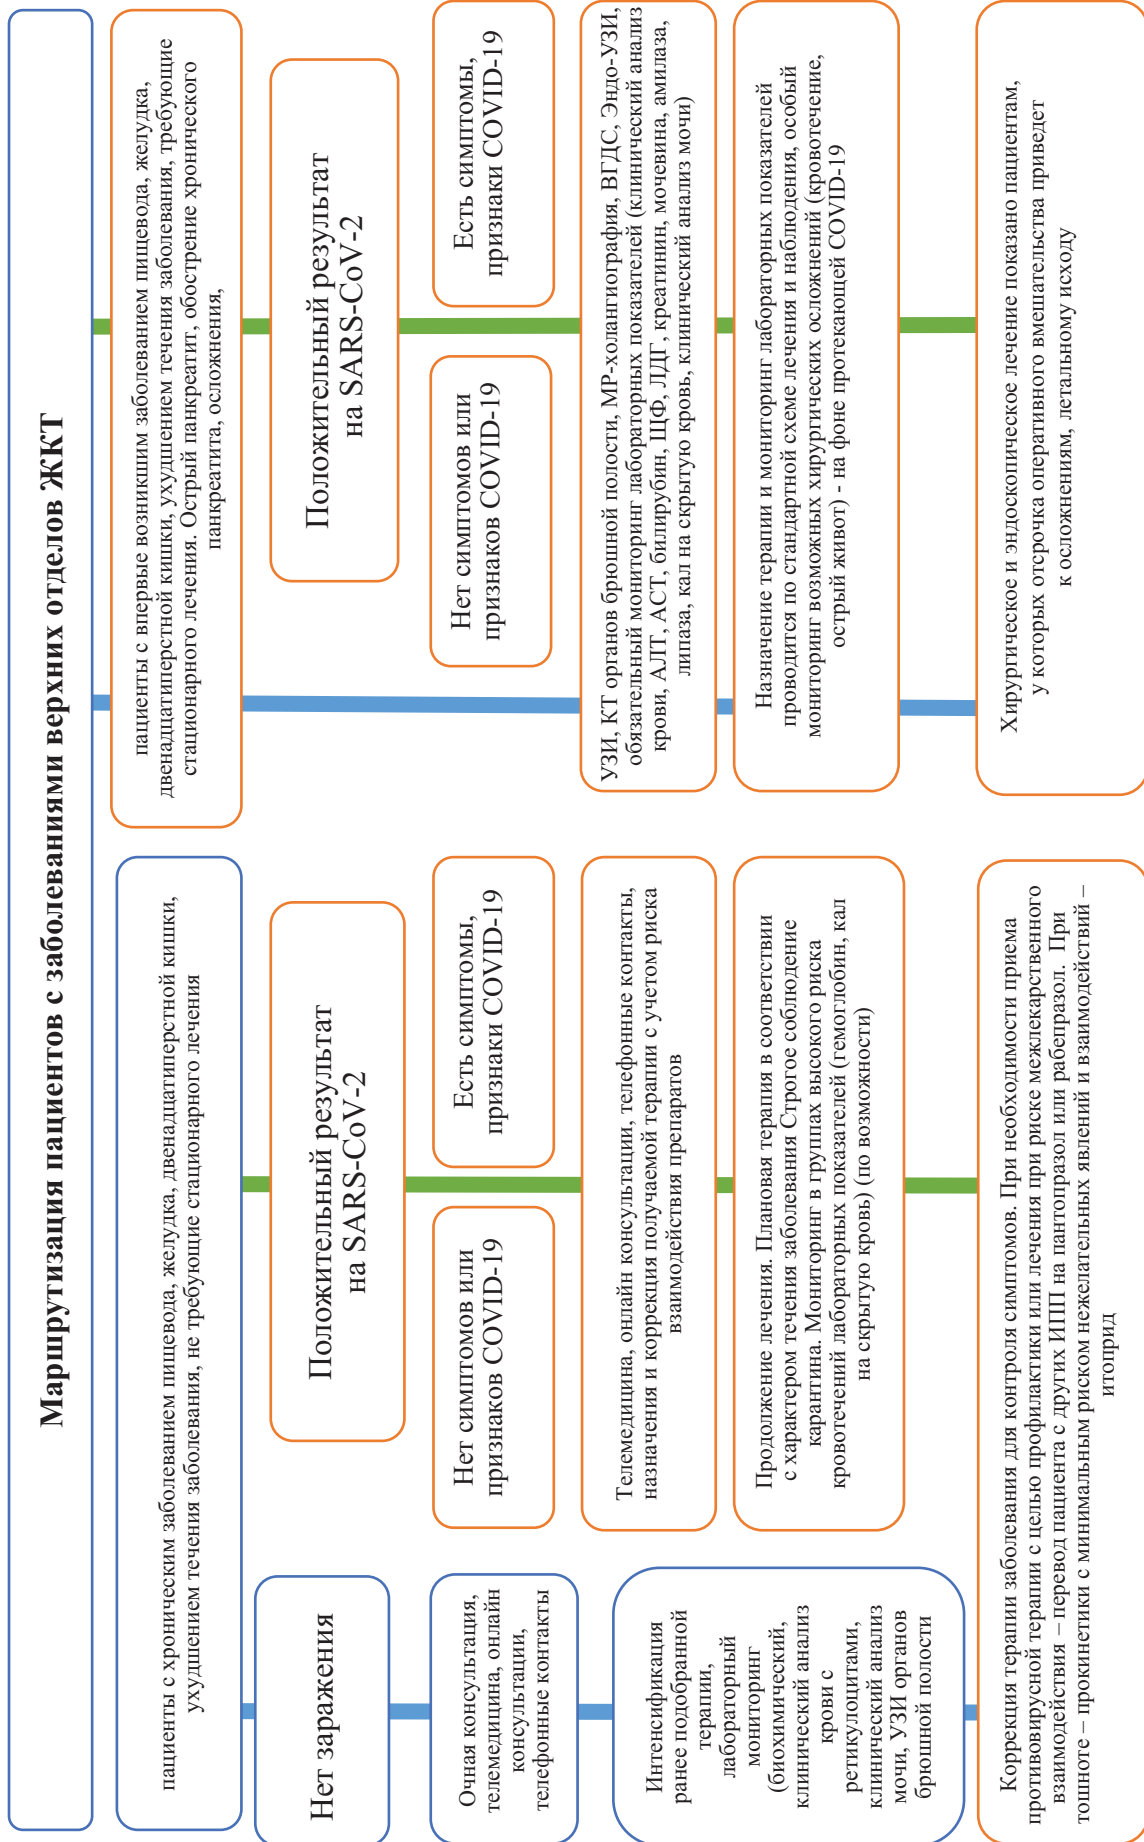 Маршрутизация пациентов с заболеваниями верхних отделов ЖКТ
пациенты с хроническим заболеванием пищевода, желудка, двенадцатиперстной кишки,
ухудшением течения заболевания, не требующие стационарного лечения
Нет заражения
Очная консультация,
телемедицина, онлайн
консультации,
телефонные контакты
Интенсификация
ранее подобранной
терапии,
лабораторный
мониторинг
(биохимический,
клинический анализ
крови с
ретикулоцитами,
клинический анализ
мочи, УЗИ органов
брюшной полости
Положительный результат
на SARS-CoV-2
Нет симптомов или
признаков COVID-19
Есть симптомы,
признаки COVID-19
Телемедицина, онлайн консультации, телефонные контакты,
назначения и коррекция получаемой терапии с учетом риска
взаимодействия препаратов
Продолжение лечения. Плановая терапия в соответствии
с характером течения заболевания Строгое соблюдение
карантина. Мониторинг в группах высокого риска
кровотечений лабораторных показателей (гемоглобин, кал
на скрытую кровь) (по возможности)
Коррекция терапии заболевания для контроля симптомов. При необходимости приема
противовирусной терапии с целью профилактики или лечения при риске межлекарственного
взаимодействия – перевод пациента с других ИПП на пантопразол или рабепразол. При
тошноте – прокинетики с минимальным риском нежелательных явлений и взаимодействий –
итоприд
пациенты с впервые возникшим заболеванием пищевода, желудка,
двенадцатиперстной кишки, ухудшением течения заболевания, требующие
стационарного лечения. Острый панкреатит, обострение хронического
панкреатита, осложнения,
Положительный результат
на SARS-CoV-2
Нет симптомов или
признаков COVID-19
Есть симптомы,
признаки COVID-19
УЗИ, КТ органов брюшной полости, МР-холангиография, ВГДС, Эндо-УЗИ,
обязательный мониторинг лабораторных показателей (клинический анализ
крови, АЛТ, АСТ, билирубин, ЩФ, ЛДГ, креатинин, мочевина, амилаза,
липаза, кал на скрытую кровь, клинический анализ мочи)
Назначение терапии и мониторинг лабораторных показателей
проводится по стандартной схеме лечения и наблюдения, особый
мониторинг возможных хирургических осложнений (кровотечение,
острый живот) - на фоне протекающей COVID-19
Хирургическое и эндоскопическое лечение показано пациентам,
у которых отсрочка оперативного вмешательства приведет
к осложнениям, летальному исходу